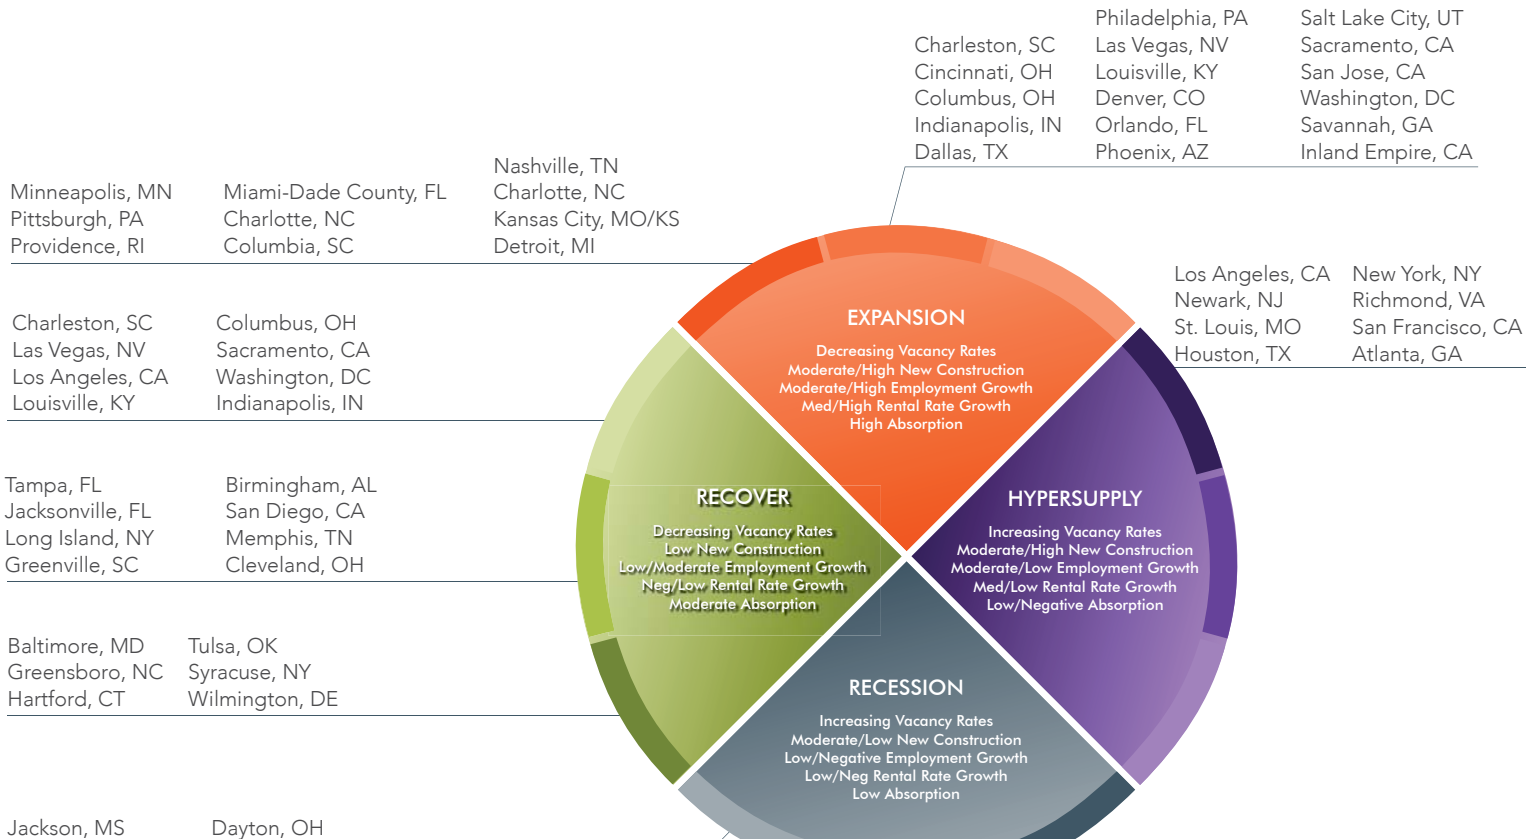 Philadelphia, PA
Las Vegas, NV
Louisville, KY
Denver, CO
Orlando, FL
Phoenix, AZ
Salt Lake City, UT
Sacramento, CA
San Jose, CA
Washington, DC
Savannah, GA
Inland Empire, CA
Charleston, SC
Cincinnati, OH
Columbus, OH
Indianapolis, IN
Dallas, TX
Minneapolis, MN
Pittsburgh, PA
Providence, RI
Miami-Dade County, FL
Charlotte, NC
Columbia, SC
Nashville, TN
Charlotte, NC
Kansas City, MO/KS
Detroit, MI
Los Angeles, CA
Newark, NJ
St. Louis, MO
Houston, TX
New York, NY
Richmond, VA
San Francisco, CA
Atlanta, GA
Charleston, SC
Las Vegas, NV
Los Angeles, CA
Louisville, KY
Columbus, OH
Sacramento, CA
Washington, DC
Indianapolis, IN
EXPANSION
Decreasing Vacancy Rates
Moderate/High New Construction
Moderate/High Employment Growth
Med/High Rental Rate Growth
High Absorption
Tampa, FL
Jacksonville, FL
Long Island, NY
Greenville, SC
Birmingham, AL
San Diego, CA
Memphis, TN
Cleveland, OH
RECOVER
Decreasing Vacancy Rates
Low New Construction
Low/Moderate Employment Growth
Neg/Low Rental Rate Growth
Moderate Absorption
HYPERSUPPLY
Increasing Vacancy Rates
Moderate/High New Construction
Moderate/Low Employment Growth
Med/Low Rental Rate Growth
Low/Negative Absorption
Baltimore, MD
Greensboro, NC
Hartford, CT
Tulsa, OK
Syracuse, NY
Wilmington, DE
RECESSION
Increasing Vacancy Rates
Moderate/Low New Construction
Low/Negative Employment Growth
Low/Neg Rental Rate Growth
Low Absorption
Jackson, MS
Dayton, OH